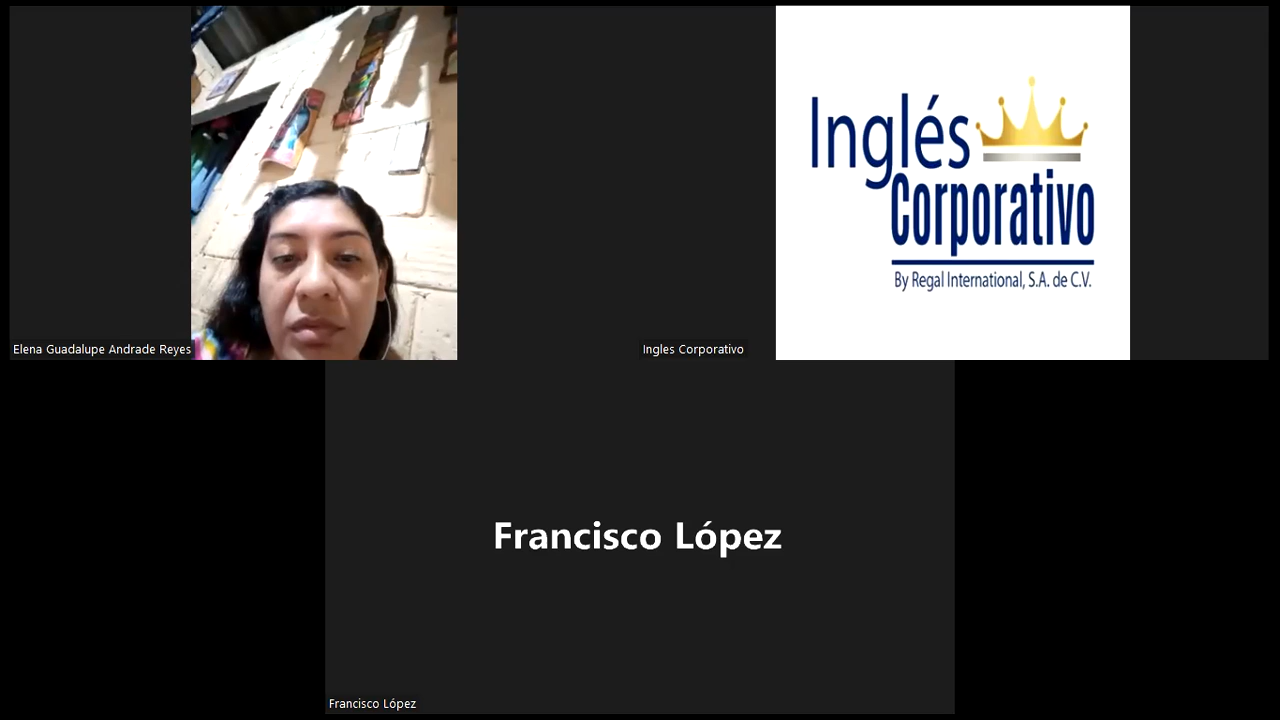 Inglés
Corporativo
By Regal International, S.A. de C.V.
Elena Guadalupe Andrade Reyes
Ingles Corporativo
Francisco López
Francisco López